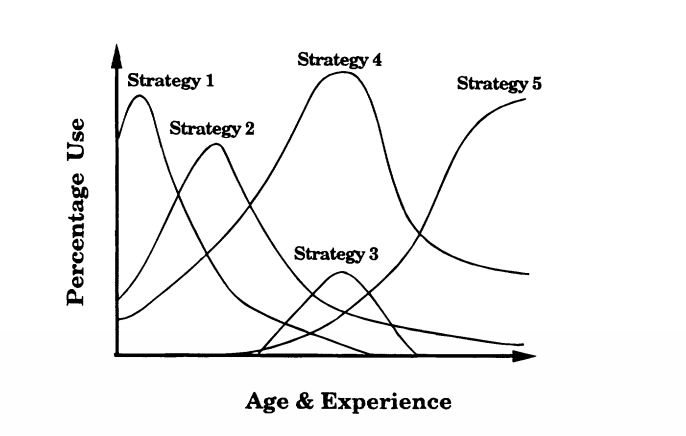 Strategy 4
Strategy 1
Strategy 5
Strategy 2
Strategy 3
Percentage Use
Age & Experience